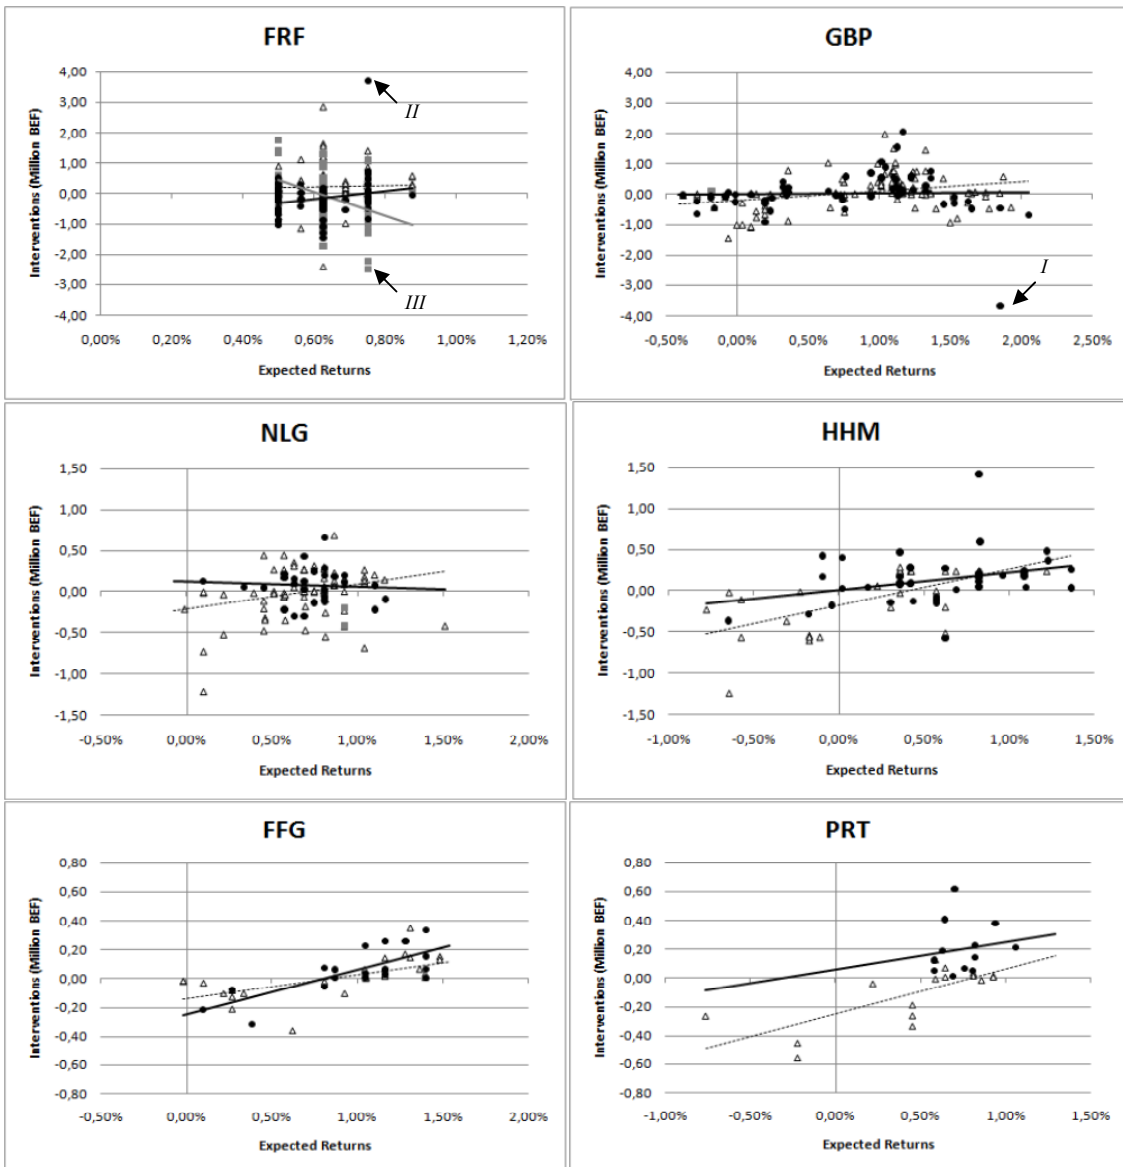 FRF
Interventions (Million BEF)
4,00
3,00
2,00
1,00
0,00
-1,00
-2,00
-3,00
-4,00
II
III
0,00% 0,20% 0,40% 0,60% 0,80% 1,00% 1,20%
Expected Returns
GBP
Interventions (Million BEF)
4,00
3,00
2,00
1,00
0,00
-1,00
-2,00
-3,00
-4,00
I
-0,50% 0,00% 0,50% 1,00% 1,50% 2,00% 2,50%
Expected Returns
NLG
Interventions (Million BEF)
1,50
1,00
0,50
0,00
-0,50
-1,00
-1,50
-0,50% 0,00% 0,50% 1,00% 1,50% 2,00%
Expected Returns
HHM
Interventions (Million BEF)
1,50
1,00
0,50
0,00
-0,50
-1,00
-1,50
-1,00% -0,50% 0,00% 0,50% 1,00% 1,50%
Expected Returns
FFG
Interventions (Million BEF)
0,80
0,60
0,40
0,20
0,00
-0,20
-0,40
-0,60
-0,80
-0,50% 0,00% 0,50% 1,00% 1,50% 2,00%
Expected Returns
PRT
Interventions (Million BEF)
0,80
0,60
0,40
0,20
0,00
-0,20
-0,40
-0,60
-0,80
-1,00% -0,50% 0,00% 0,50% 1,00% 1,50%
Expected Returns